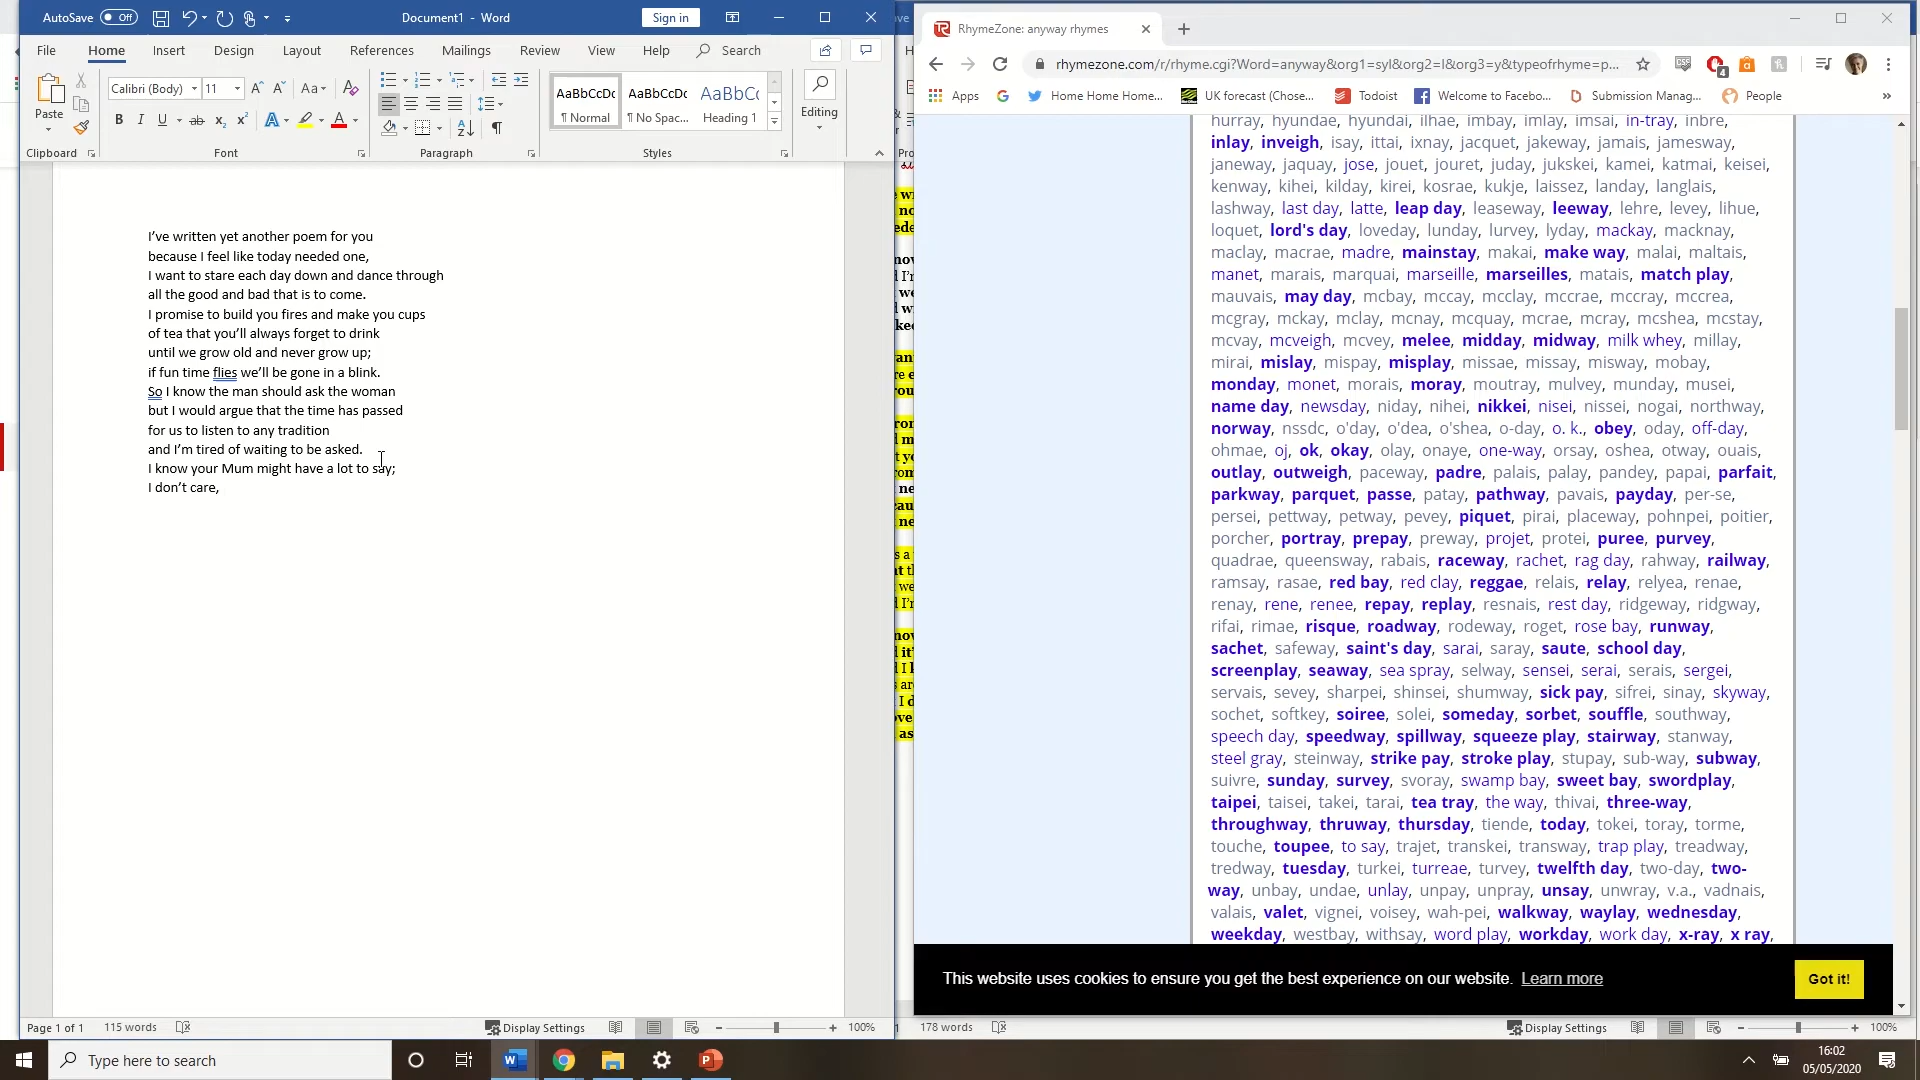 AutoSave Off Document1 - Word Sign in
File Home Insert Design Layout References Mailings Review View Help Search
Paste Calibri (Body) 11 Aa AaBbCcDc AaBbCcDc AaBbCc Editing
B I U ab x₂ x² A A ¶ ¶ Normal ¶ No Spac... Heading 1
Clipboard Font Paragraph Styles
I've written yet another poem for you
because I feel like today needed one,
I want to stare each day down and dance through
all the good and bad that is to come.
I promise to build you fires and make you cups
of tea that you'll always forget to drink
until we grow old and never grow up;
if fun time flies we'll be gone in a blink.
So I know the man should ask the woman
but I would argue that the time has passed
for us to listen to any tradition
and I'm tired of waiting to be asked.
I know your Mum might have a lot to say;
I don't care,
Page 1 of 1 115 words Display Settings 100%
RhymeZone: anyway rhymes
rhymezone.com/r/rhyme.cgi?Word=anyway&org1=syl&org2=l&org3=y&typeofrhyme=p...
Apps Home Home Home... UK forecast (Chose... Todoist Welcome to Facebo... Submission Manag... People »
hurray, hyundae, hyundai, ilhae, imbay, imlay, imsai, in-tray, inbre,
inlay, inveigh, isay, ittai, ixnay, jacquet, jakeway, jamais, jamesway,
janeway, jaquay, jose, jouet, jouret, juday, jukskei, kamei, katmai, keisei,
kenway, kihei, kilday, kirei, kosrae, kukje, laissez, landay, langlais,
lashway, last day, latte, leap day, leaseway, leeway, lehre, levey, lihue,
loquet, lord's day, loveday, lunday, lurvey, lyday, mackay, macknay,
maclay, macrae, madre, mainstay, makai, make way, malai, maltais,
manet, marais, marquai, marseille, marseilles, matais, match play,
mauvais, may day, mcbay, mccay, mcclay, mccrae, mccray, mccrea,
mcgray, mckay, mclay, mcnay, mcquay, mcrae, mcray, mcshea, mcstay,
mcvay, mcveigh, mcvey, melee, midday, midway, milk whey, millay,
mirai, mislay, mispay, misplay, missae, missay, misway, mobay,
monday, monet, morais, moray, moutray, mulvey, munday, musei,
name day, newsday, niday, nihei, nikkei, nisei, nissei, nogai, northway,
norway, nssdc, o'day, o'dea, o'shea, o-day, o. k., obey, oday, off-day,
ohmae, oj, ok, okay, olay, onaye, one-way, orsay, oshea, otway, ouais,
outlay, outweigh, paceway, padre, palais, palay, pandey, papai, parfait,
parkway, parquet, passe, patay, pathway, pavais, payday, per-se,
persei, pettway, petway, pevey, piquet, pirai, placeway, pohnpei, poitier,
porcher, portray, prepay, preway, projet, protei, puree, purvey,
quadrae, queensway, rabais, raceway, rachet, rag day, rahway, railway,
ramsay, rasae, red bay, red clay, reggae, relais, relay, relyea, renae,
renay, rene, renee, repay, replay, resnais, rest day, ridgeway, ridgway,
rifai, rimae, risque, roadway, rodeway, roget, rose bay, runway,
sachet, safeway, saint's day, sarai, saray, saute, school day,
screenplay, seaway, sea spray, selway, sensei, serai, serais, sergei,
servais, sevey, sharpei, shinsei, shumway, sick pay, sifrei, sinay, skyway,
sochet, softkey, soiree, solei, someday, sorbet, souffle, southway,
speech day, speedway, spillway, squeeze play, stairway, stanway,
steel gray, steinway, strike pay, stroke play, stupay, sub-way, subway,
suivre, sunday, survey, svoray, swamp bay, sweet bay, swordplay,
taipei, taisei, takei, tarai, tea tray, the way, thivai, three-way,
throughway, thruway, thursday, tiende, today, tokei, toray, torme,
touche, toupee, to say, trajet, transkei, transway, trap play, treadway,
tredway, tuesday, turkei, turreae, turvey, twelfth day, two-day, two-
way, unbay, undae, unlay, unpay, unpray, unsay, unwray, v.a., vadnais,
valais, valet, vignei, voisey, wah-pei, walkway, waylay, wednesday,
weekday, westbay, withsay, word play, workday, work day, x-ray, x ray,
This website uses cookies to ensure you get the best experience on our website. Learn more Got it!
178 words Display Settings 100%
Type here to search
16:02
05/05/2020